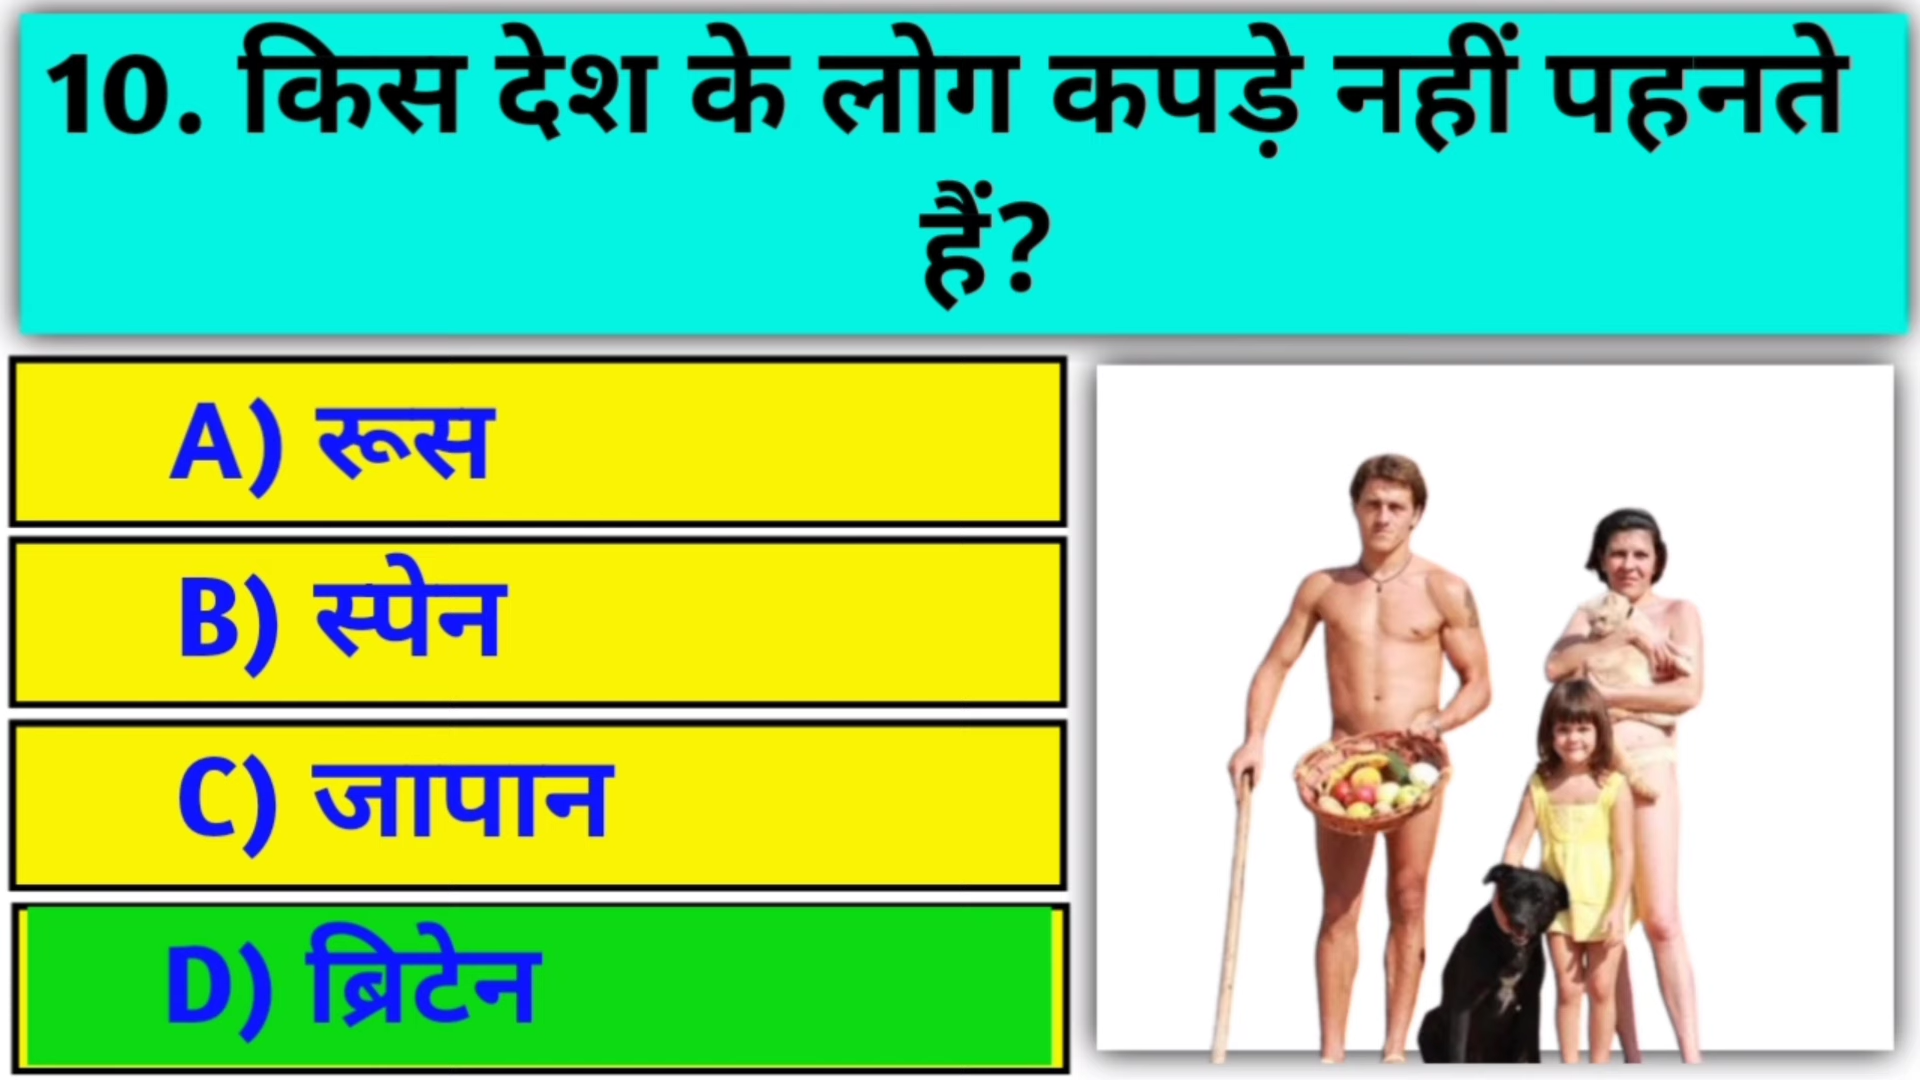 10. किस देश के लोग कपड़े नहीं पहनते
हैं?
A) रूस
B) स्पेन
C) जापान
D) ब्रिटेन